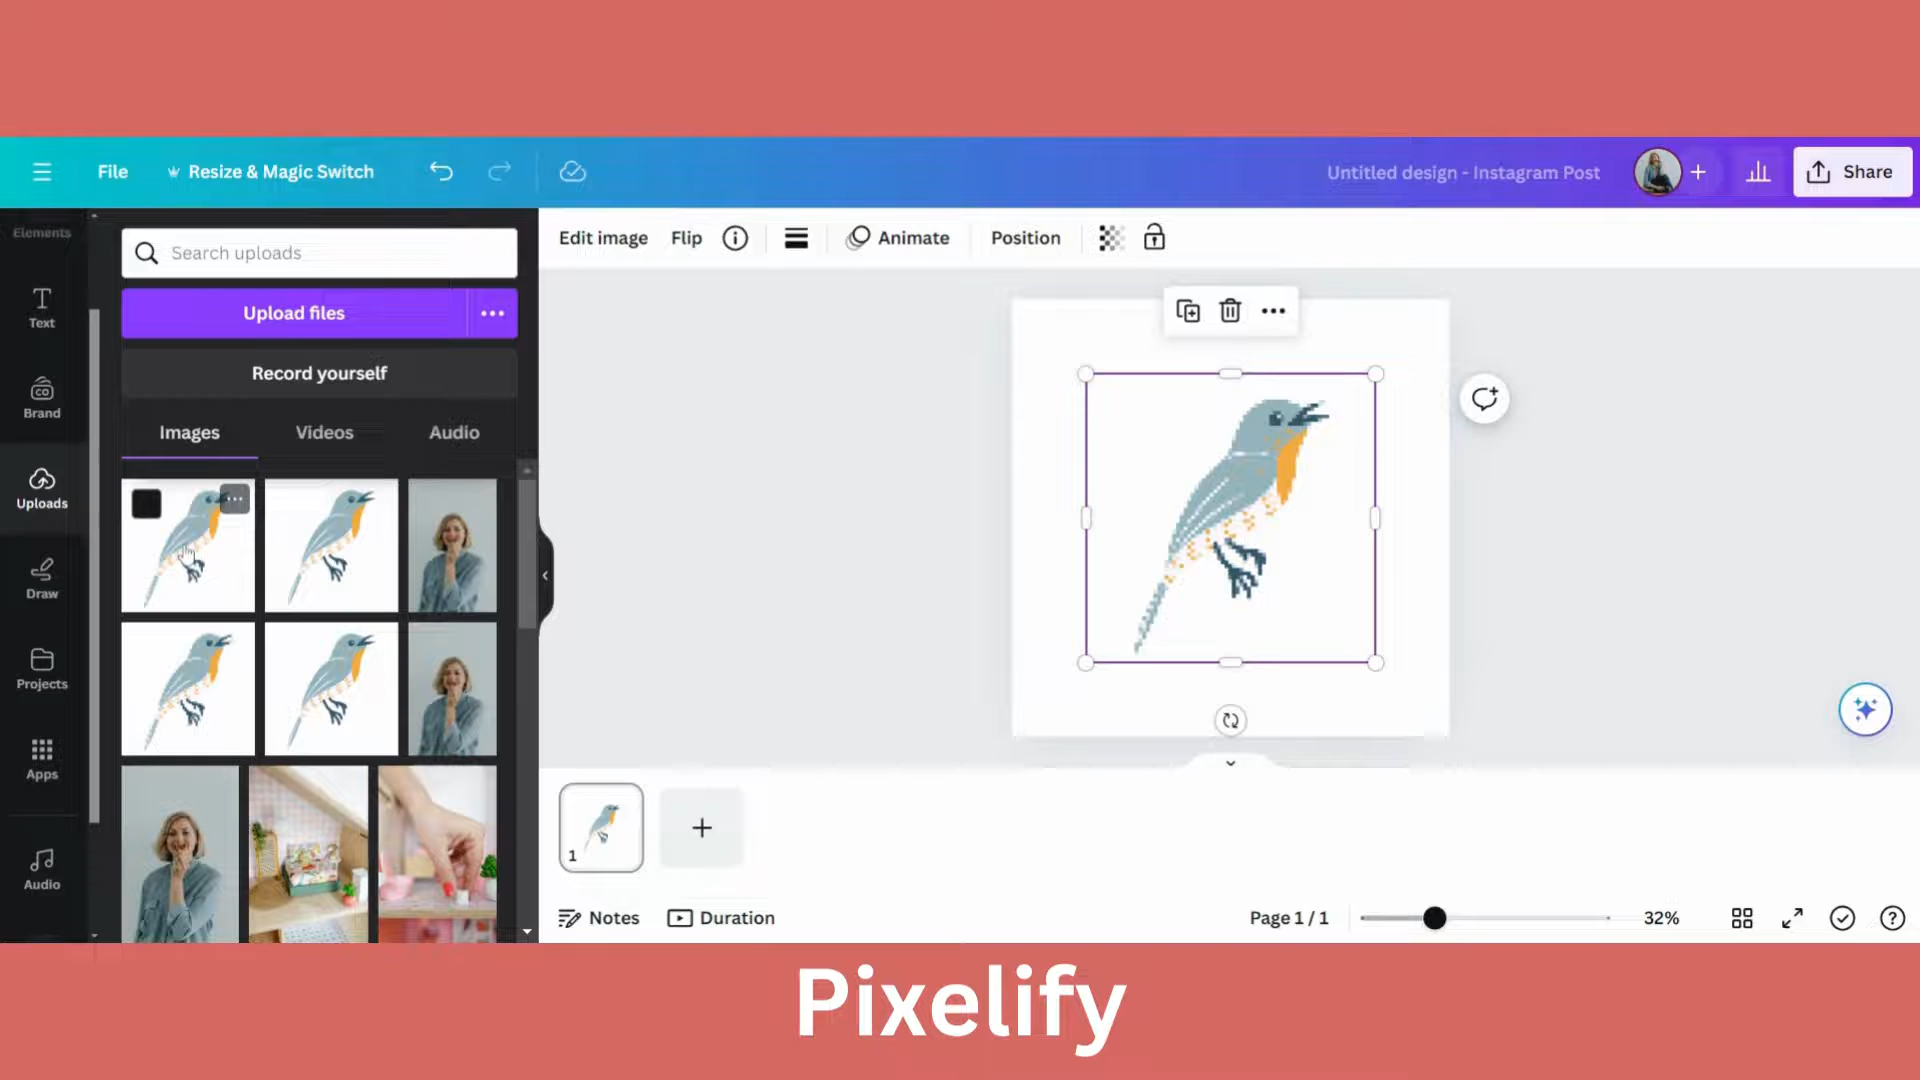 File
Resize & Magic Switch
Untitled design - Instagram Post
Share
Elements
Text
Brand
Uploads
Draw
Projects
Apps
Audio
Search uploads
Upload files
Record yourself
Images
Videos
Audio
Edit image
Flip
Animate
Position
1
Notes
Duration
Page 1 / 1
32%
Pixelify